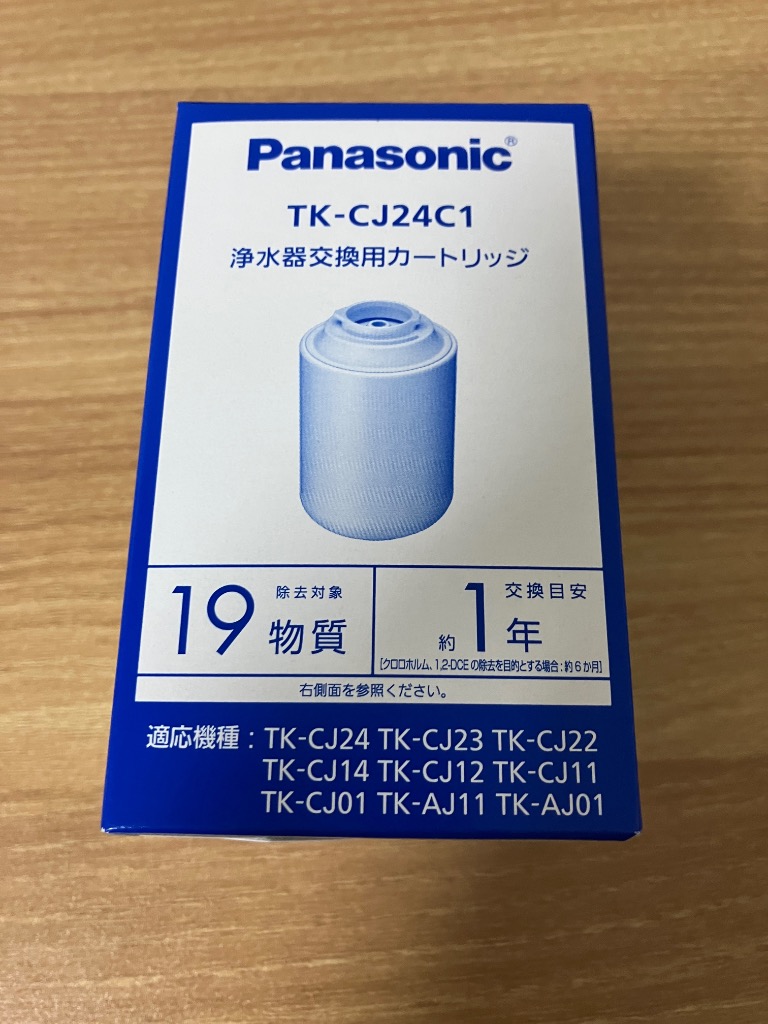 Panasonic®
TK-CJ24C1
浄水器交換用カートリッジ
19 除去対象 物質
交換目安 約1年
[クロロホルム、1,2-DCEの除去を目的とする場合:約6か月]
右側面を参照ください。
適応機種:TK-CJ24 TK-CJ23 TK-CJ22
TK-CJ14 TK-CJ12 TK-CJ11
TK-CJ01 TK-AJ11 TK-AJ01